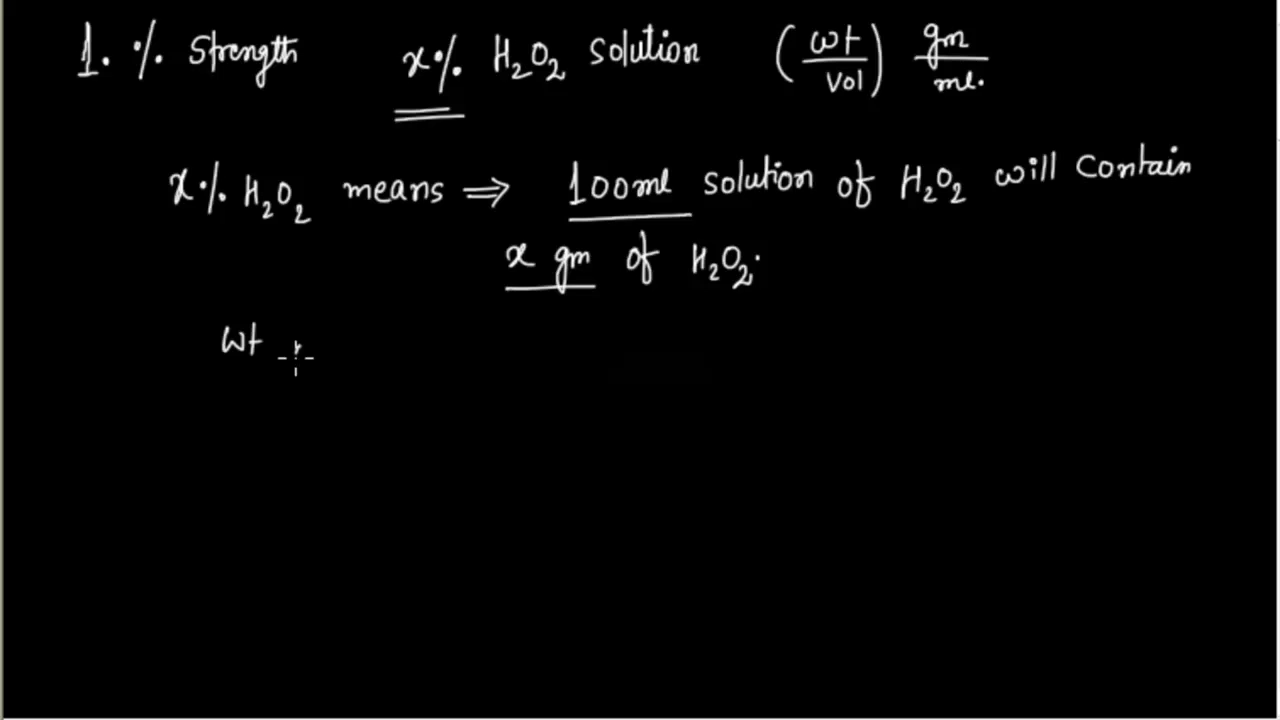 1. % Strength x% H₂O₂ solution (wt/vol) gm/ml.
x% H₂O₂ means ⇒ 100ml solution of H₂O₂ will contain
x gm of H₂O₂.
wt